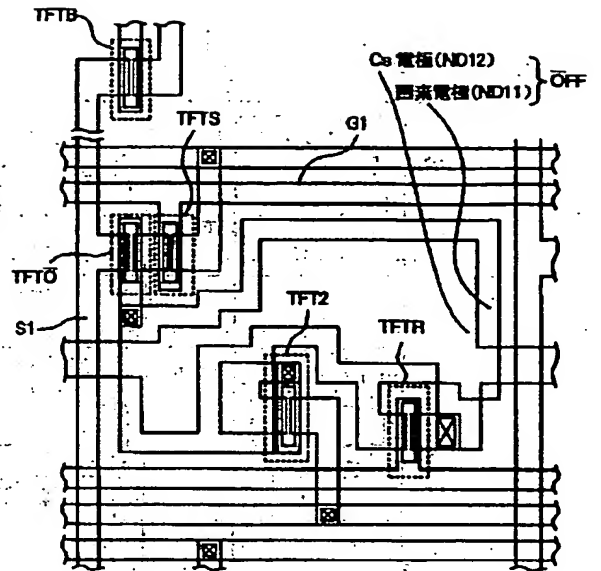 TFTB
Cs 電極(ND12)
画素電極(ND11)
OFF
TFTS
G1
TFTO
S1
TFT2
TFTR